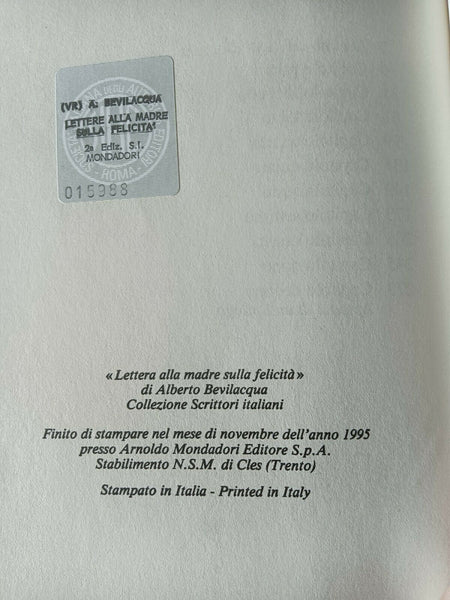 (VR) A. BEVILACQUA
LETTERE ALLA MADRE
SULLA FELICITA'
2a Ediz. S.I.
MONDADORI
ROMA
015988
« Lettera alla madre sulla felicità »
di Alberto Bevilacqua
Collezione Scrittori italiani
Finito di stampare nel mese di novembre dell'anno 1995
presso Arnoldo Mondadori Editore S.p.A.
Stabilimento N.S.M. di Cles (Trento)
Stampato in Italia - Printed in Italy